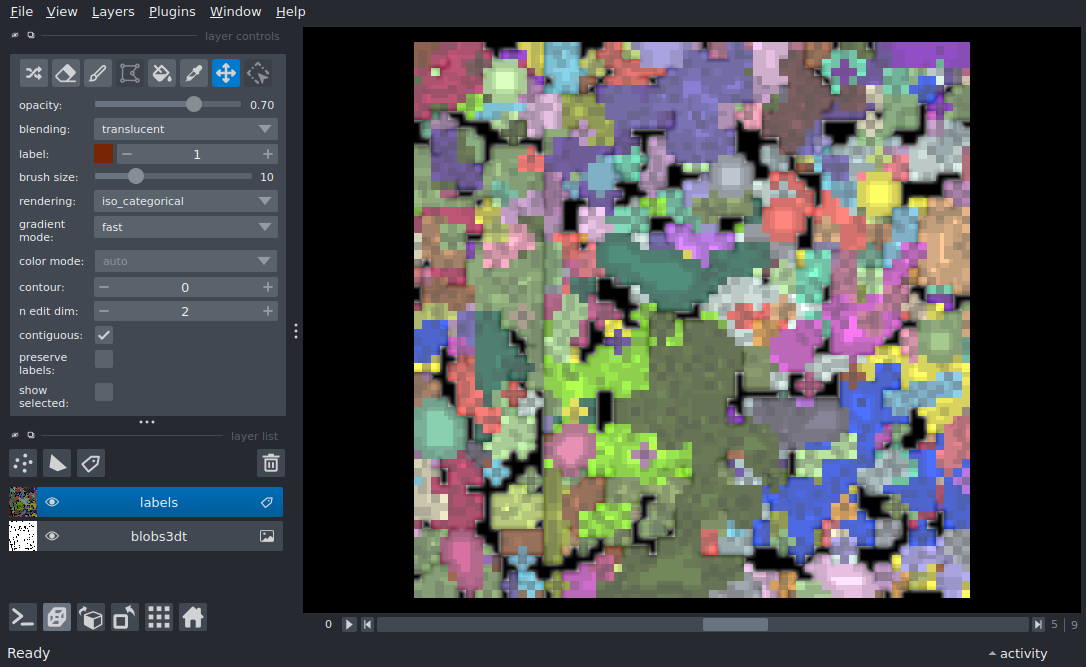 File View Layers Plugins Window Help
layer controls
opacity: 0.70
blending: translucent
label: 1
brush size: 10
rendering: iso_categorical
gradient
mode: fast
color mode: auto
contour: 0
n edit dim: 2
contiguous:
preserve
labels:
show
selected:
layer list
labels
blobs3dt
0 5 | 9
Ready activity